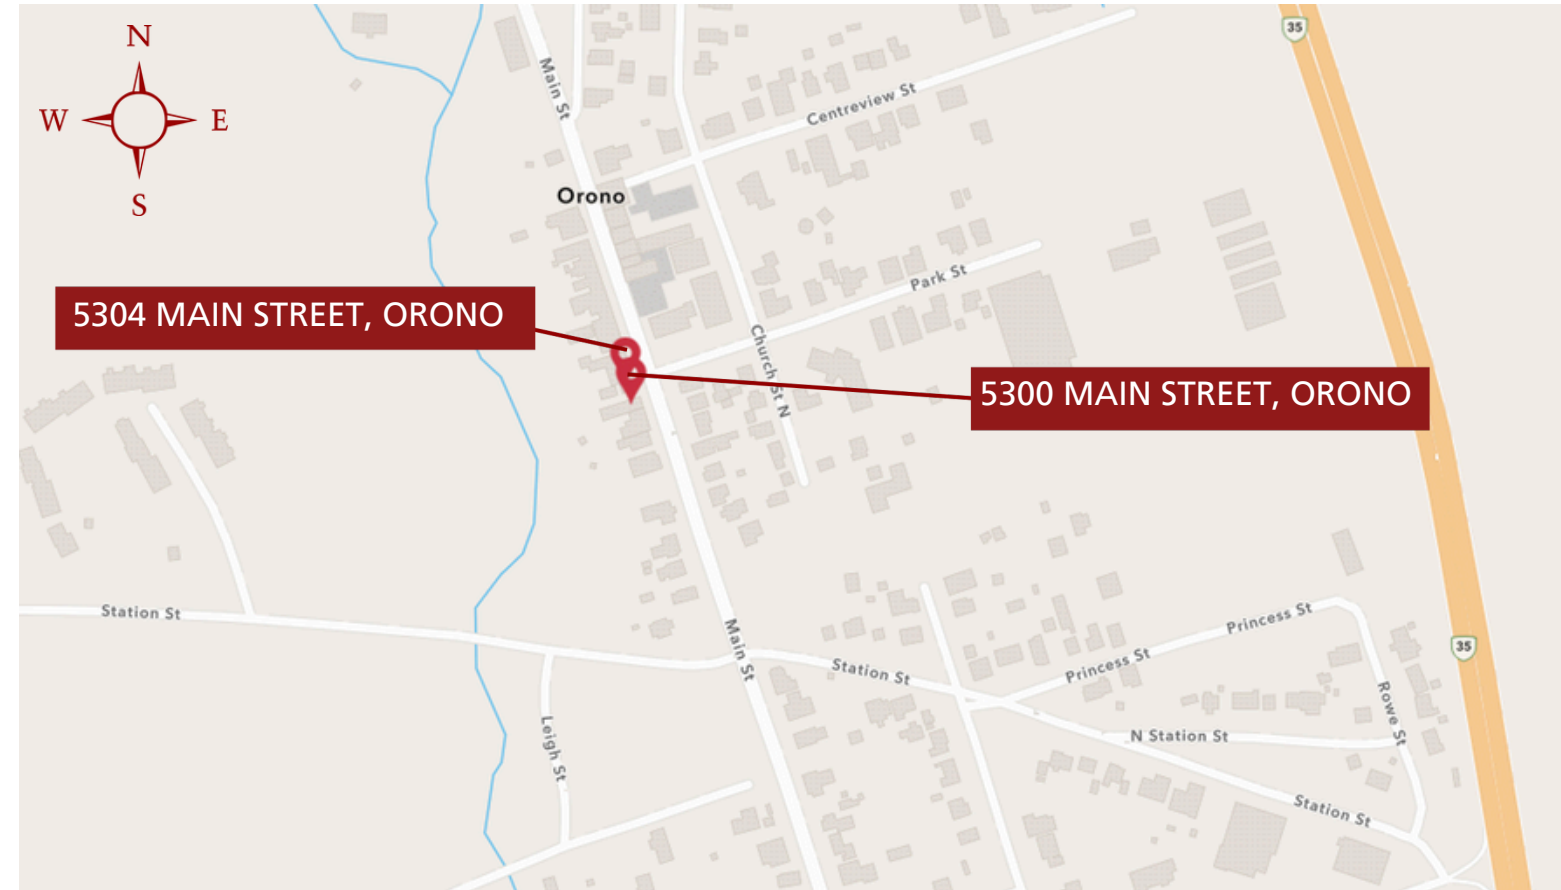 N
W
E
S
35
Main St
Centreview St
Orono
Park St
5304 MAIN STREET, ORONO
Church St N
5300 MAIN STREET, ORONO
Station St
Main St
Station St
Princess St
Princess St
35
Rowe St
Leigh St
N Station St
Station St